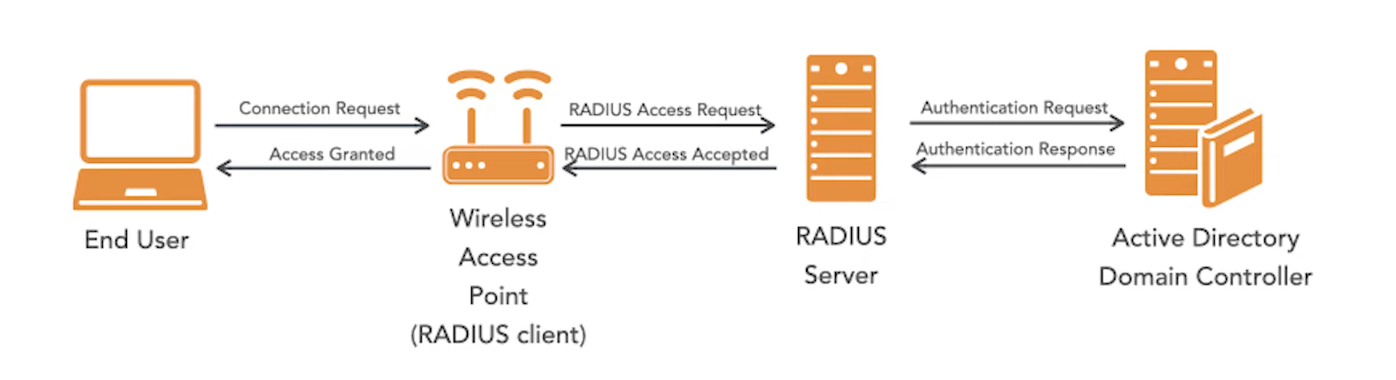 Connection Request
Access Granted
RADIUS Access Request
RADIUS Access Accepted
Authentication Request
Authentication Response
End User
Wireless
Access
Point
(RADIUS client)
RADIUS
Server
Active Directory
Domain Controller